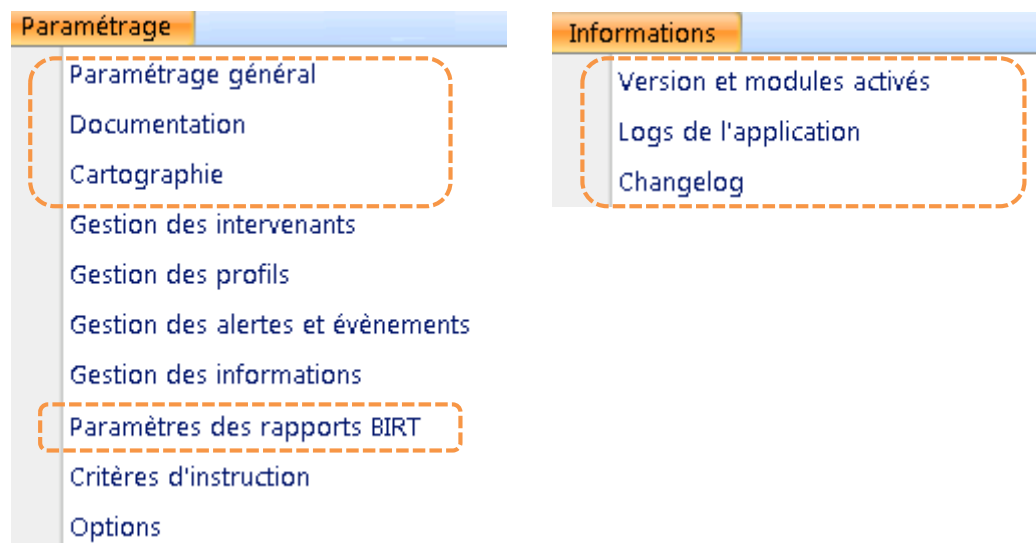 Paramétrage
Paramétrage général
Documentation
Cartographie
Gestion des intervenants
Gestion des profils
Gestion des alertes et évènements
Gestion des informations
Paramètres des rapports BIRT
Critères d'instruction
Options
Informations
Version et modules activés
Logs de l'application
Changelog